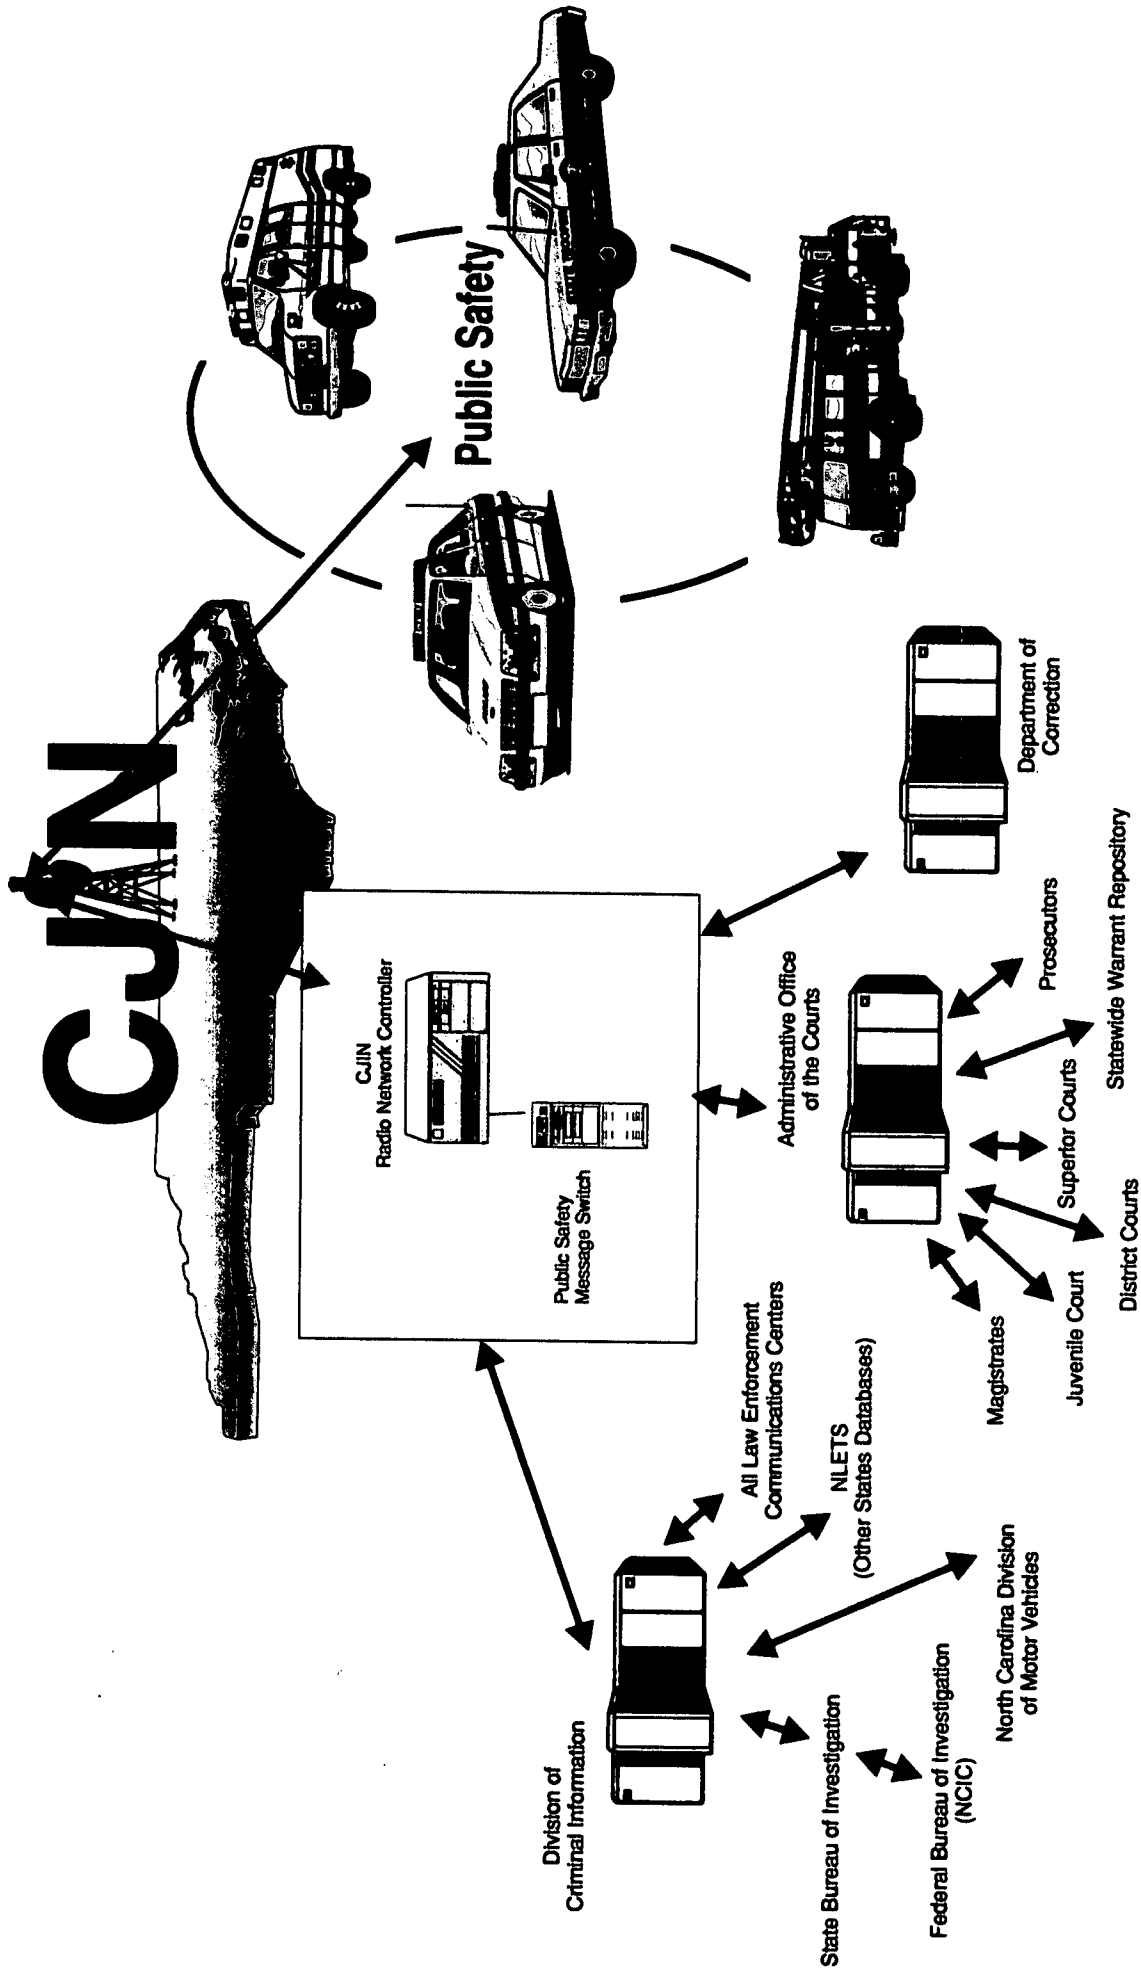 CJIN
Public Safety
CJIN
Radio Network Controller
Public Safety
Message Switch
Division of
Criminal Information
All Law Enforcement
Communications Centers
NLETS
(Other States Databases)
North Carolina Division
of Motor Vehicles
State Bureau of Investigation
Federal Bureau of Investigation
(NCIC)
Administrative Office
of the Courts
Magistrates
Juvenile Court
District Courts
Superior Courts
Statewide Warrant Repository
Prosecutors
Department of
Correction